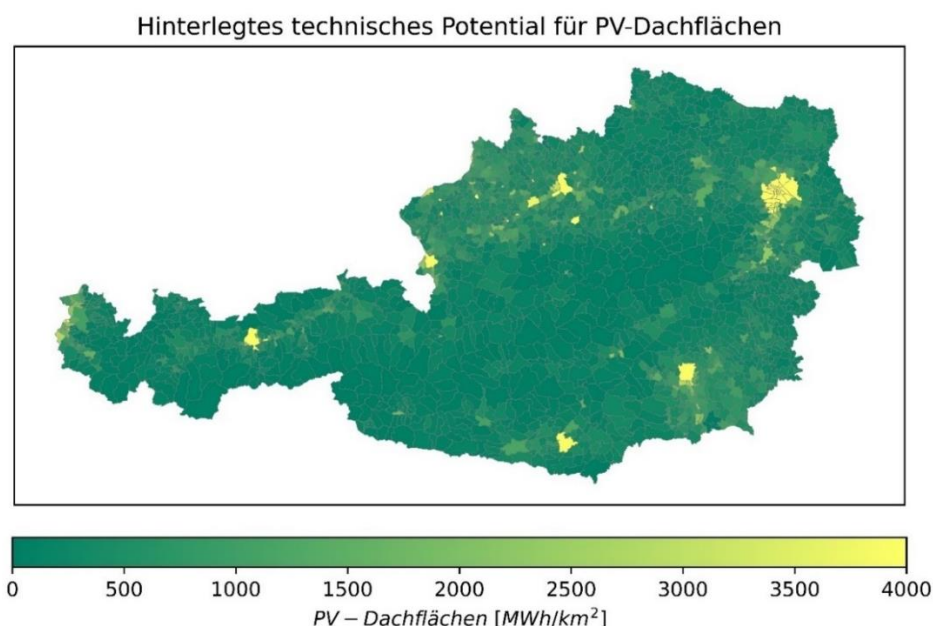 Hinterlegtes technisches Potential für PV-Dachflächen
0 500 1000 1500 2000 2500 3000 3500 4000
PV − Dachflächen [MWh/km²]